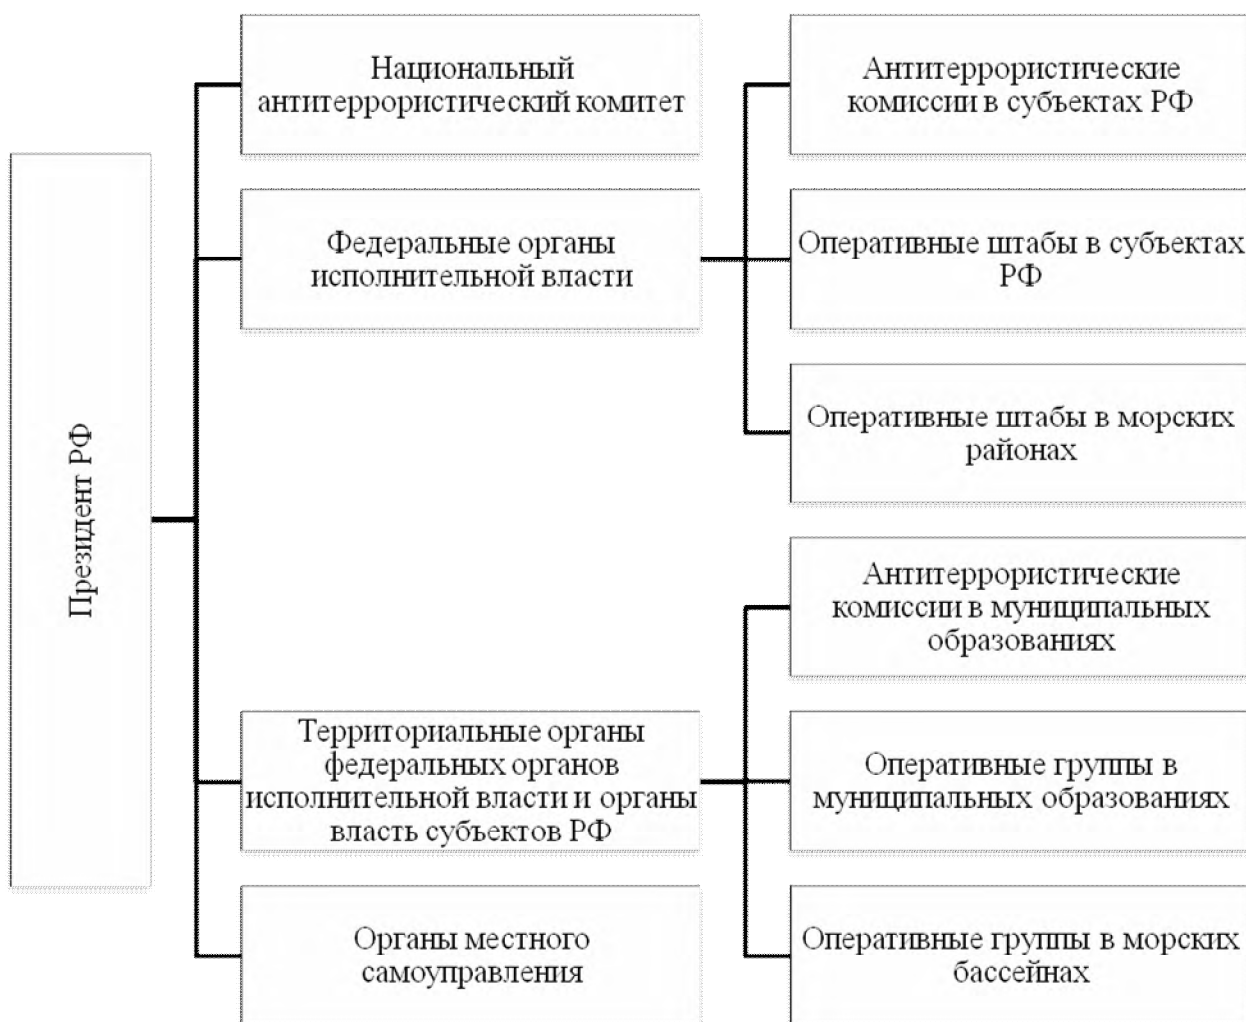 Президент РФ
Национальный
антитеррористический комитет
Федеральные органы
исполнительной власти
Антитеррористические
комиссии в субъектах РФ
Оперативные штабы в субъектах
РФ
Оперативные штабы в морских
районах
Территориальные органы
федеральных органов
исполнительной власти и органы
власть субъектов РФ
Антитеррористические
комиссии в муниципальных
образованиях
Оперативные группы в
муниципальных образованиях
Оперативные группы в морских
бассейнах
Органы местного
самоуправления